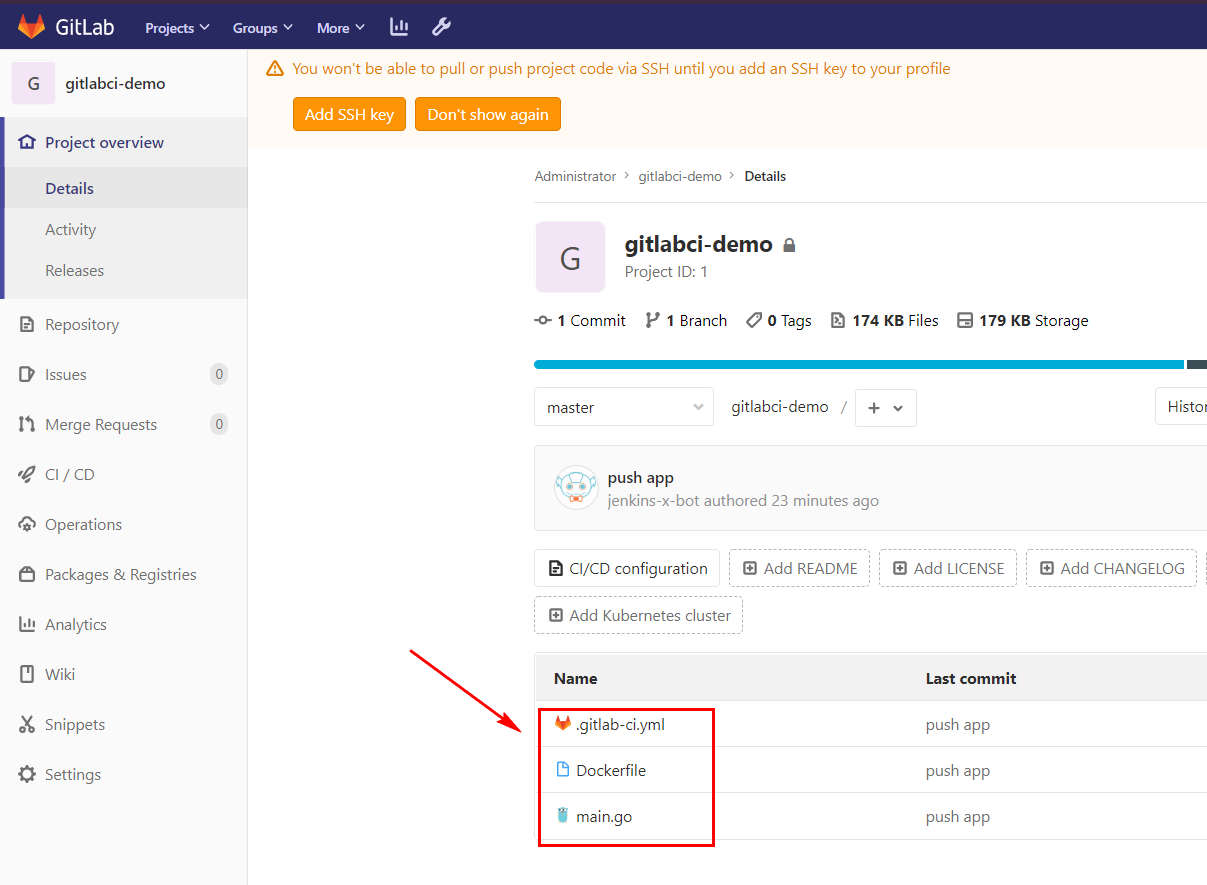 GitLab Projects Groups More
G gitlabci-demo
Project overview
Details
Activity
Releases
Repository
Issues 0
Merge Requests 0
CI / CD
Operations
Packages & Registries
Analytics
Wiki
Snippets
Settings
You won't be able to pull or push project code via SSH until you add an SSH key to your profile
Add SSH key Don't show again
Administrator > gitlabci-demo > Details
G
gitlabci-demo
Project ID: 1
1 Commit 1 Branch 0 Tags 174 KB Files 179 KB Storage
master gitlabci-demo / + Histor
push app
jenkins-x-bot authored 23 minutes ago
CI/CD configuration Add README Add LICENSE Add CHANGELOG
Add Kubernetes cluster
Name Last commit
.gitlab-ci.yml push app
Dockerfile push app
main.go push app